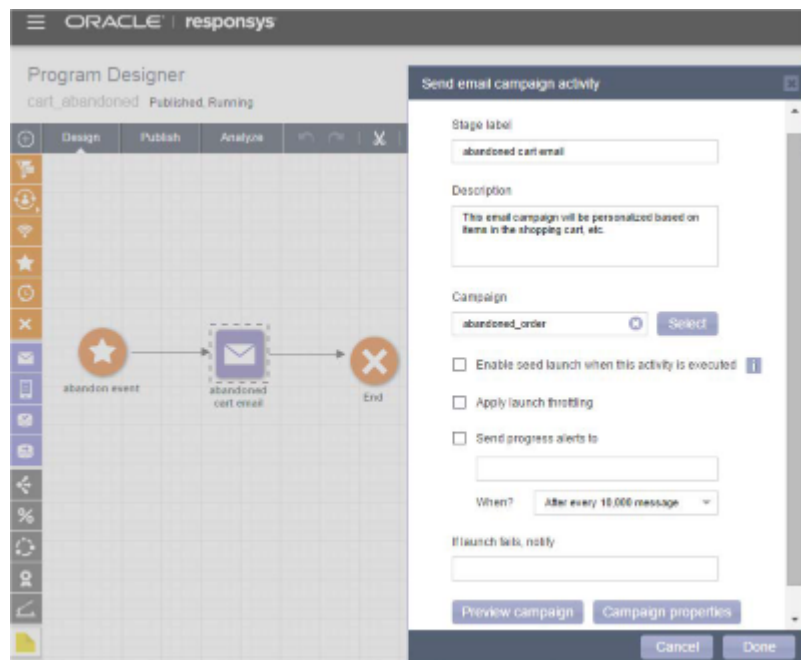 ORACLE | responsys
Program Designer
cart_abandoned Published, Running
Design Publish Analyze
abandon event
abandoned
cart email
End
Send email campaign activity
Stage label
abandoned cart email
Description
This email campaign will be personalized based on
items in the shopping cart, etc.
Campaign
abandoned_order
Select
Enable seed launch when this activity is executed
Apply launch throttling
Send progress alerts to
When? After every 10,000 message
If launch fails, notify
Preview campaign Campaign properties
Cancel Done